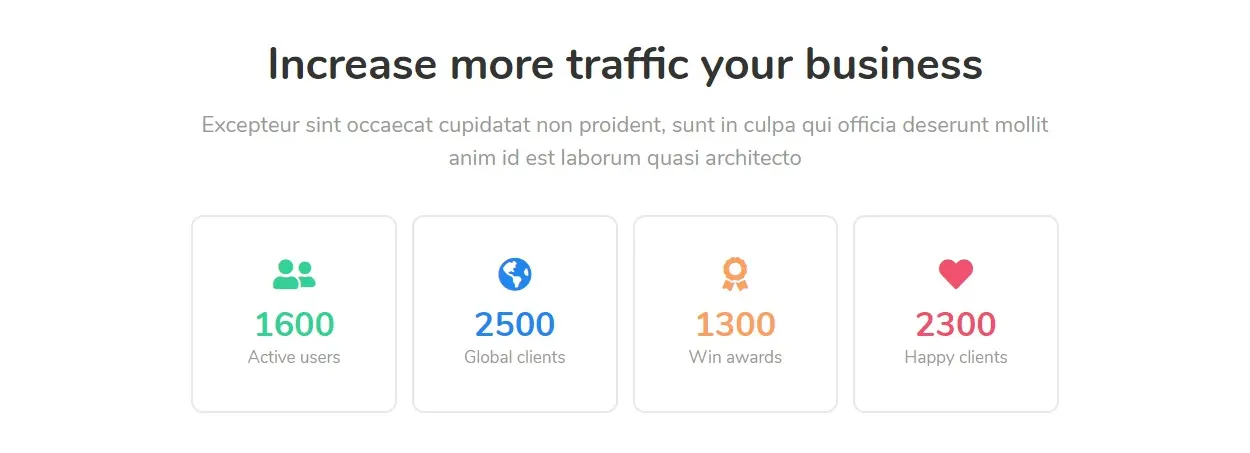 Increase more traffic your business
Excepteur sint occaecat cupidatat non proident, sunt in culpa qui officia deserunt mollit
anim id est laborum quasi architecto
1600
Active users
2500
Global clients
1300
Win awards
2300
Happy clients